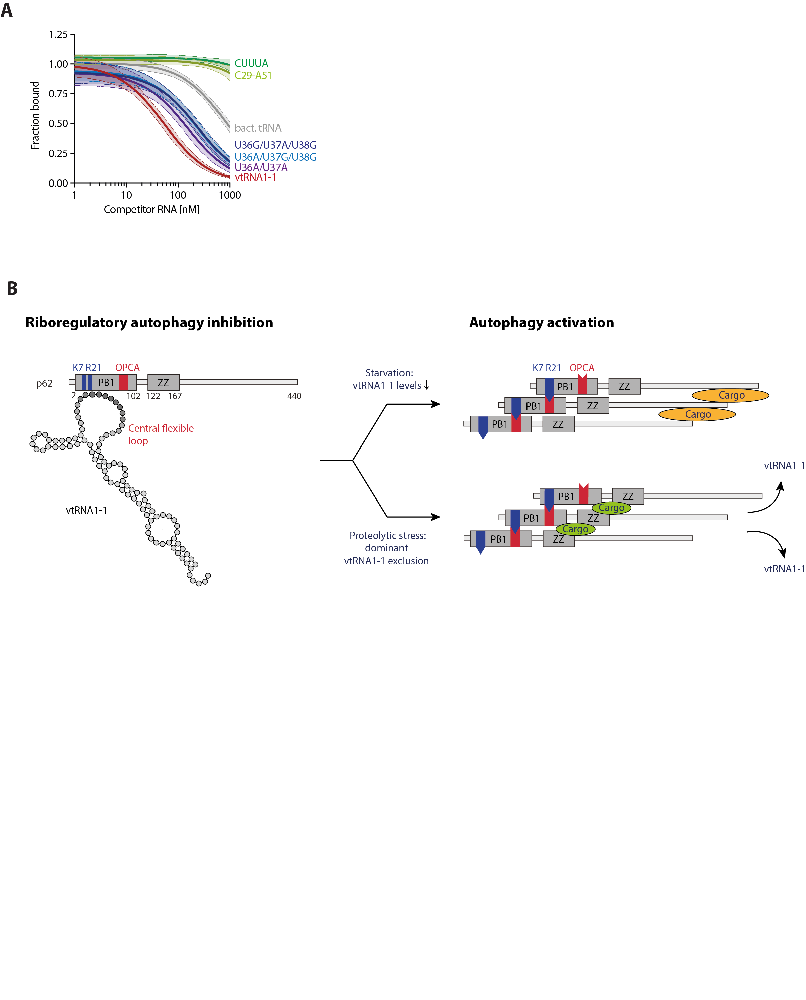 A
1.25
1.00
0.75
0.50
0.25
0.00
Fraction bound
1 10 100 1000
Competitor RNA [nM]
CUUUA
C29-A51
bact. tRNA
U36G/U37A/U38G
U36A/U37G/U38G
U36A/U37A
vtRNA1-1
B
Riboregulatory autophagy inhibition
Autophagy activation
K7 R21 OPCA
p62 PB1 ZZ
2 102 122 167 440
Central flexible
loop
vtRNA1-1
Starvation:
vtRNA1-1 levels ↓
Proteolytic stress:
dominant
vtRNA1-1 exclusion
K7 R21 OPCA
PB1 ZZ
Cargo
PB1 ZZ
Cargo
PB1 ZZ
vtRNA1-1
PB1 ZZ
Cargo
PB1 ZZ
Cargo
PB1 ZZ
vtRNA1-1